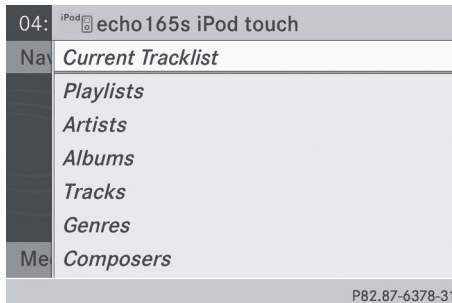 04: iPod echo165s iPod touch
Nav Current Tracklist
Playlists
Artists
Albums
Tracks
Genres
Me Composers
P82.87-6378-31